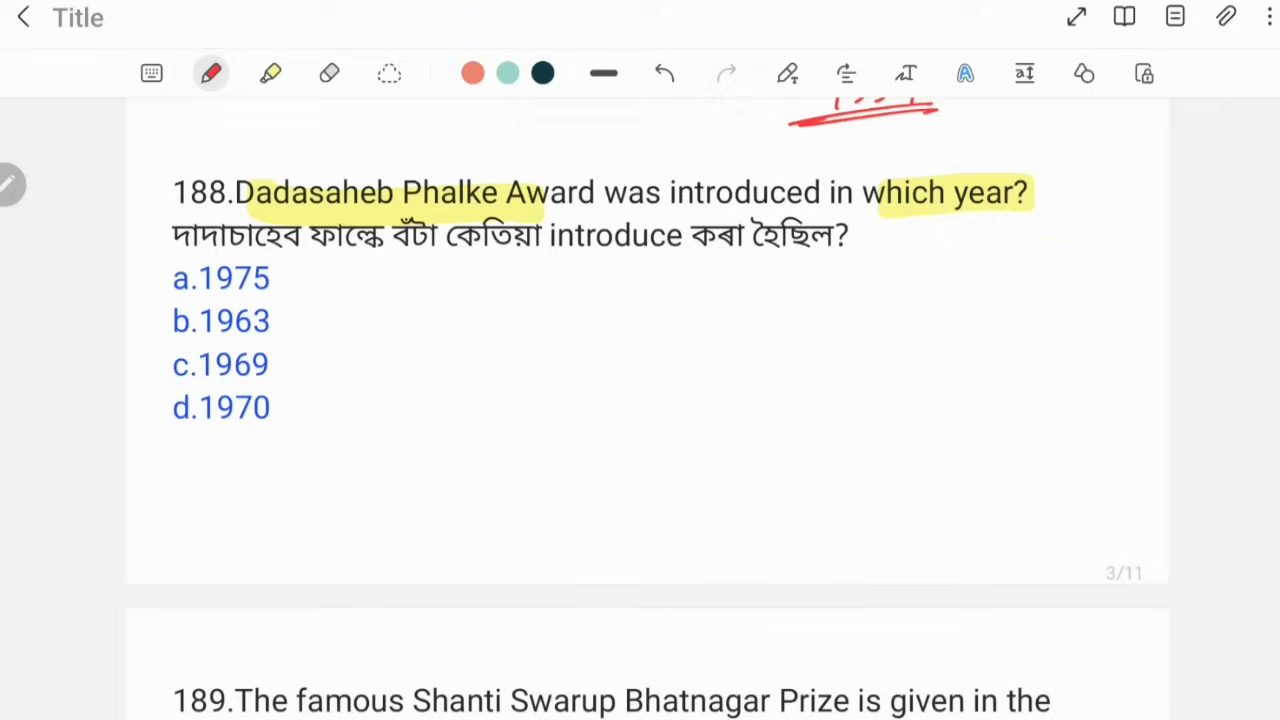 Title
188.Dadasaheb Phalke Award was introduced in which year?
দাদাচাহেব ফাল্কে বঁটা কেতিয়া introduce কৰা হৈছিল?
a.1975
b.1963
c.1969
d.1970
3/11
189.The famous Shanti Swarup Bhatnagar Prize is given in the